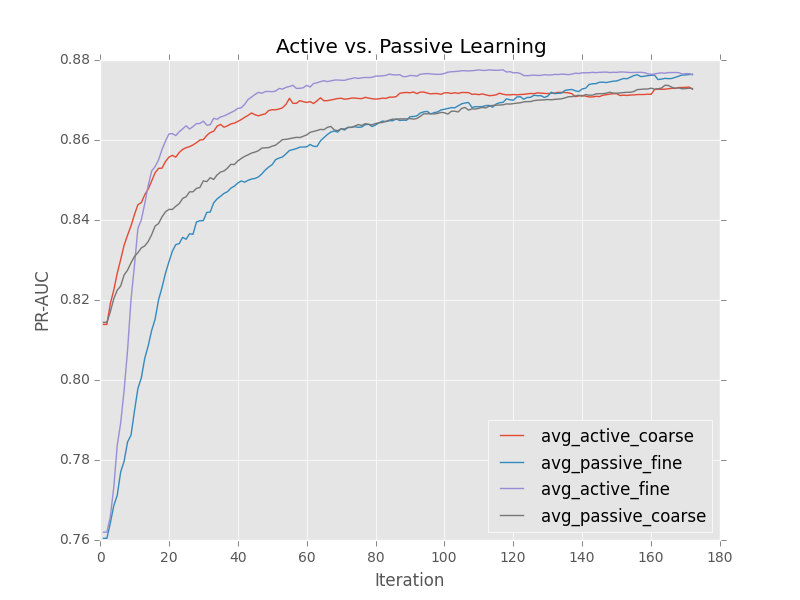 Active vs. Passive Learning
PR-AUC
0.88
0.86
0.84
0.82
0.80
0.78
0.76
0
20
40
60
80
100
120
140
160
180
Iteration
avg_active_coarse
avg_passive_fine
avg_active_fine
avg_passive_coarse